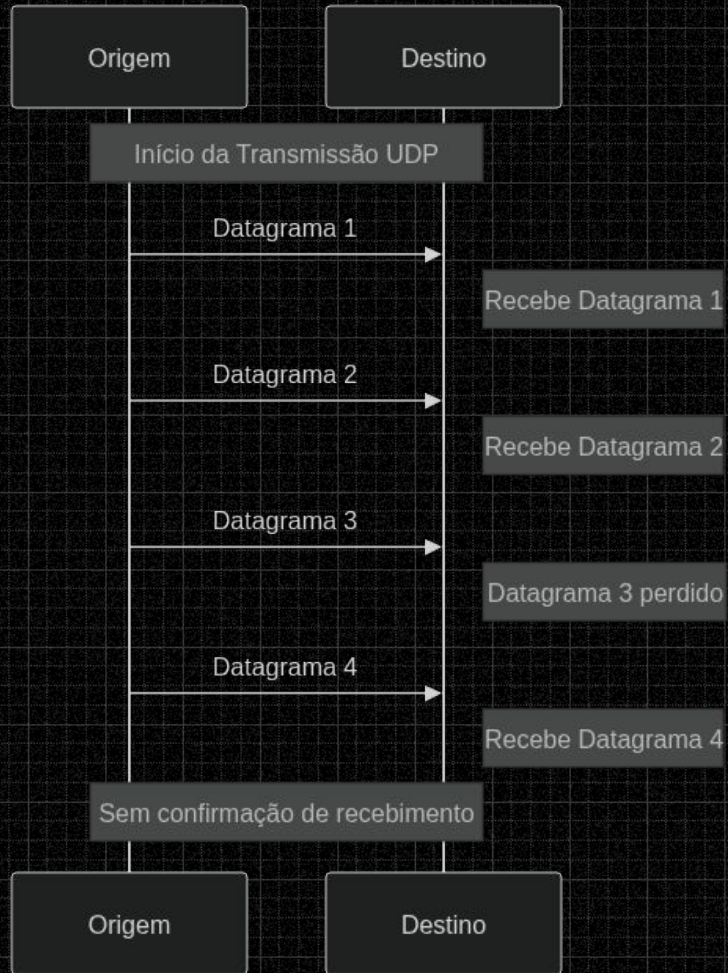 Origem
Destino
Início da Transmissão UDP
Datagrama 1
Recebe Datagrama 1
Datagrama 2
Recebe Datagrama 2
Datagrama 3
Datagrama 3 perdido
Datagrama 4
Recebe Datagrama 4
Sem confirmação de recebimento
Origem
Destino